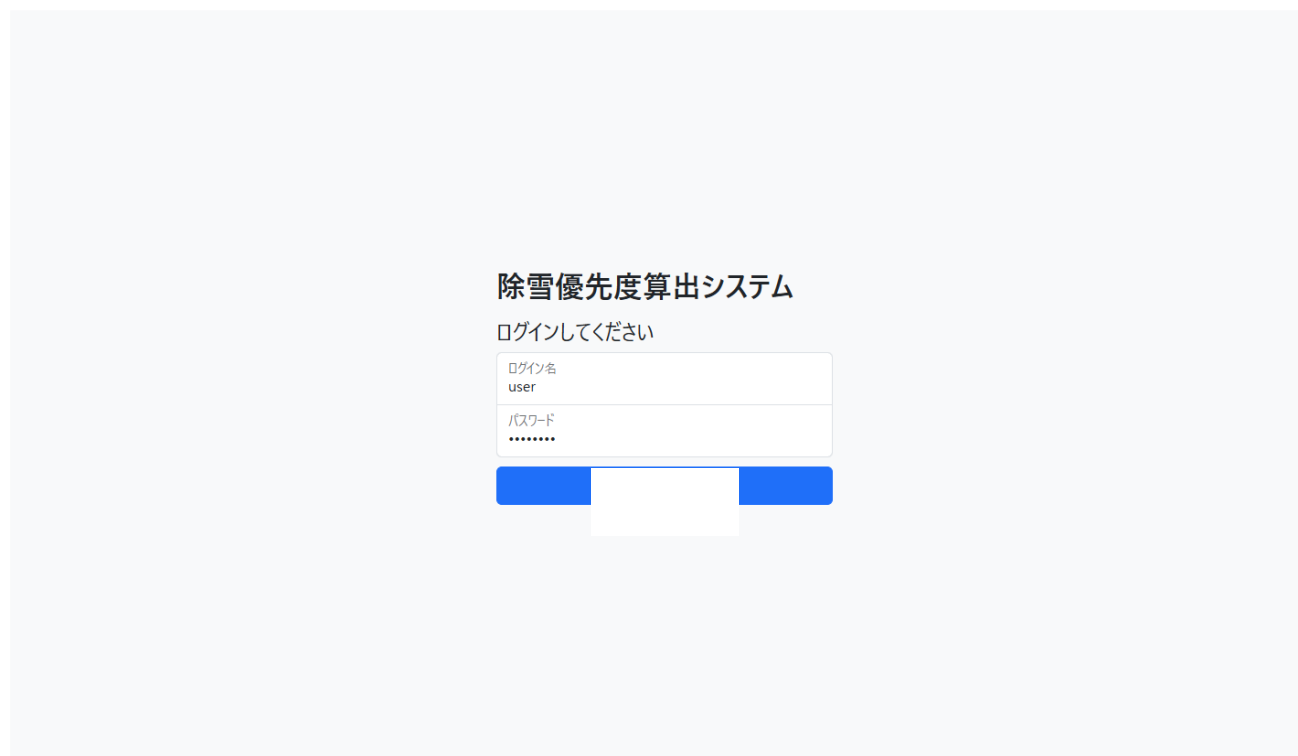 除雪優先度算出システム
ログインしてください
ログイン名
user
パスワード
••••••••